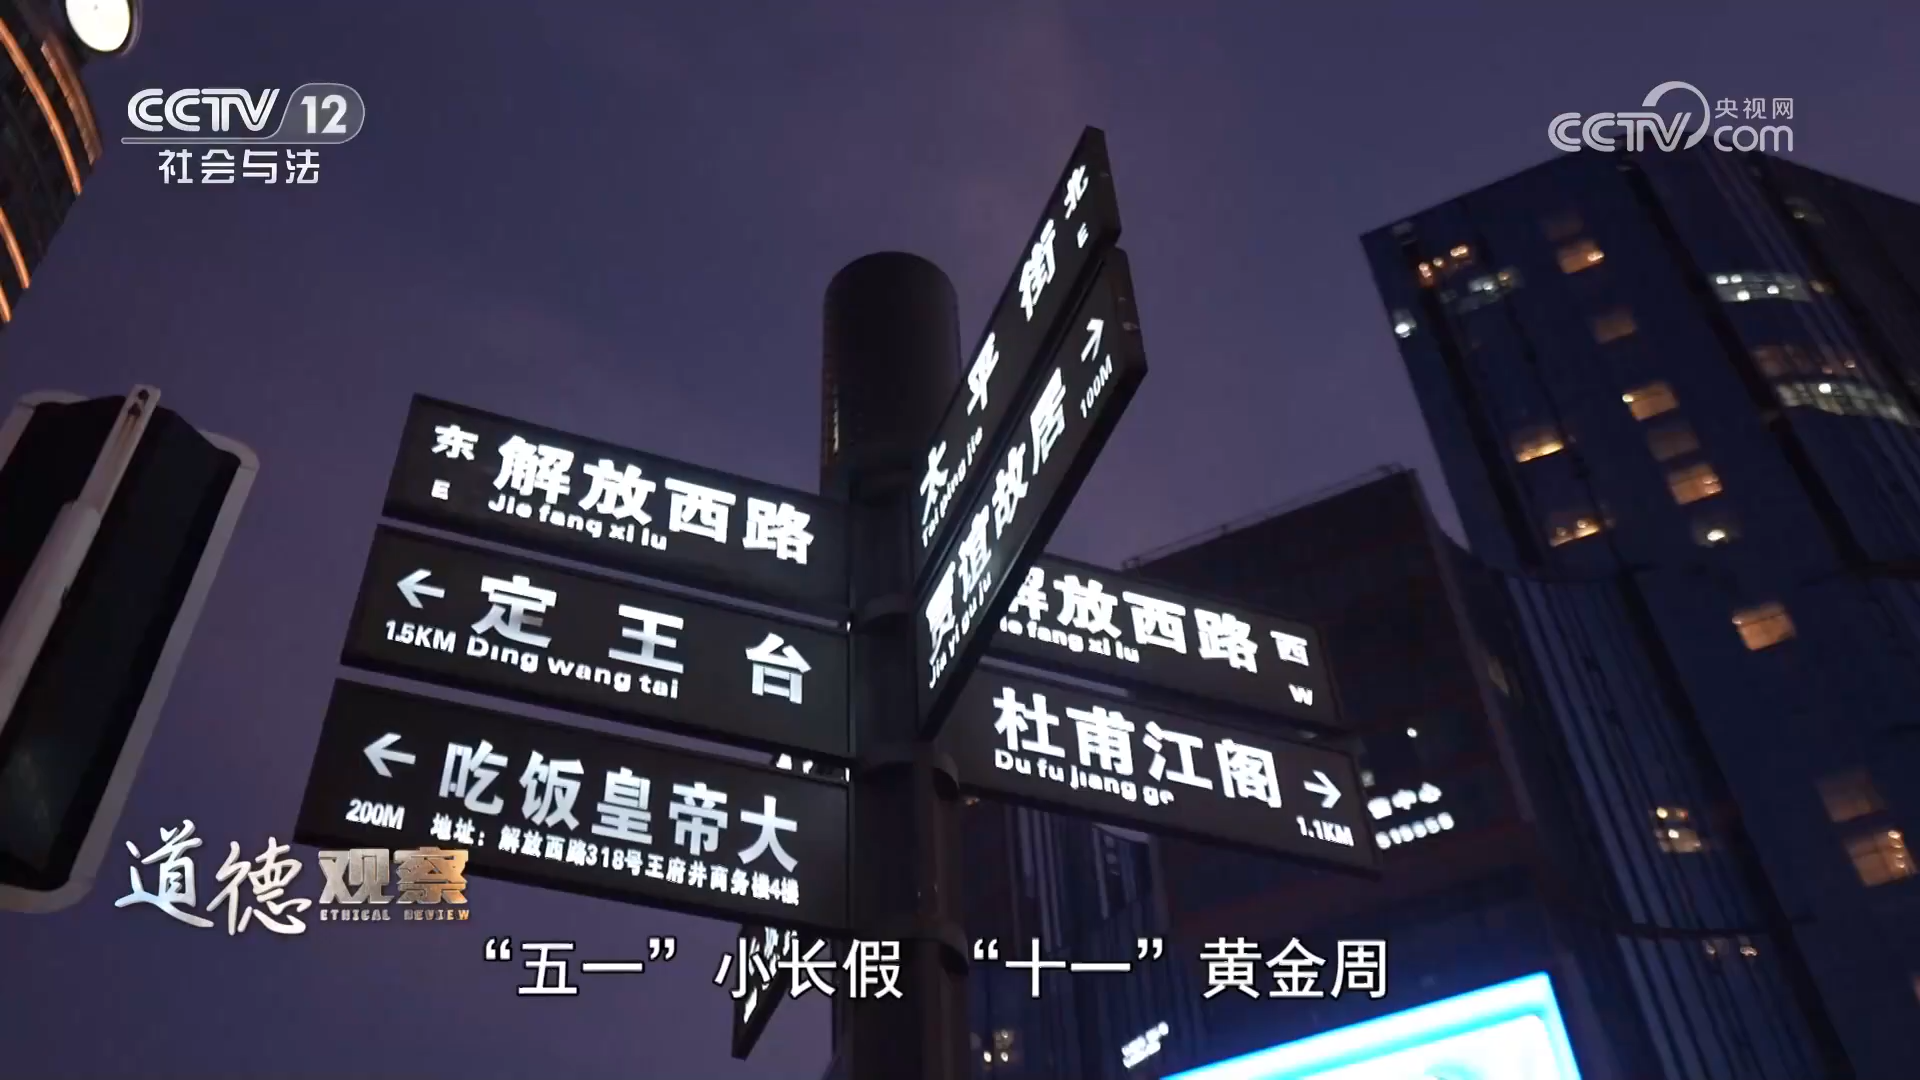 CCTV 12
社会与法
央视网
CCTV.com
北
E
太平街
Tai ping jie
贾谊故居
Jia Yi gu ju
100M
东
E
解放西路
Jie fang xi lu
定王台
1.5KM Ding wang tai
吃饭皇帝大
200M
地址：解放西路318号王府井商务楼4楼
解放西路
Jie fang xi lu
西
W
杜甫江阁
Du fu jiang ge
1.1KM
道德观察
ETHICAL REVIEW
“五一”小长假 “十一”黄金周